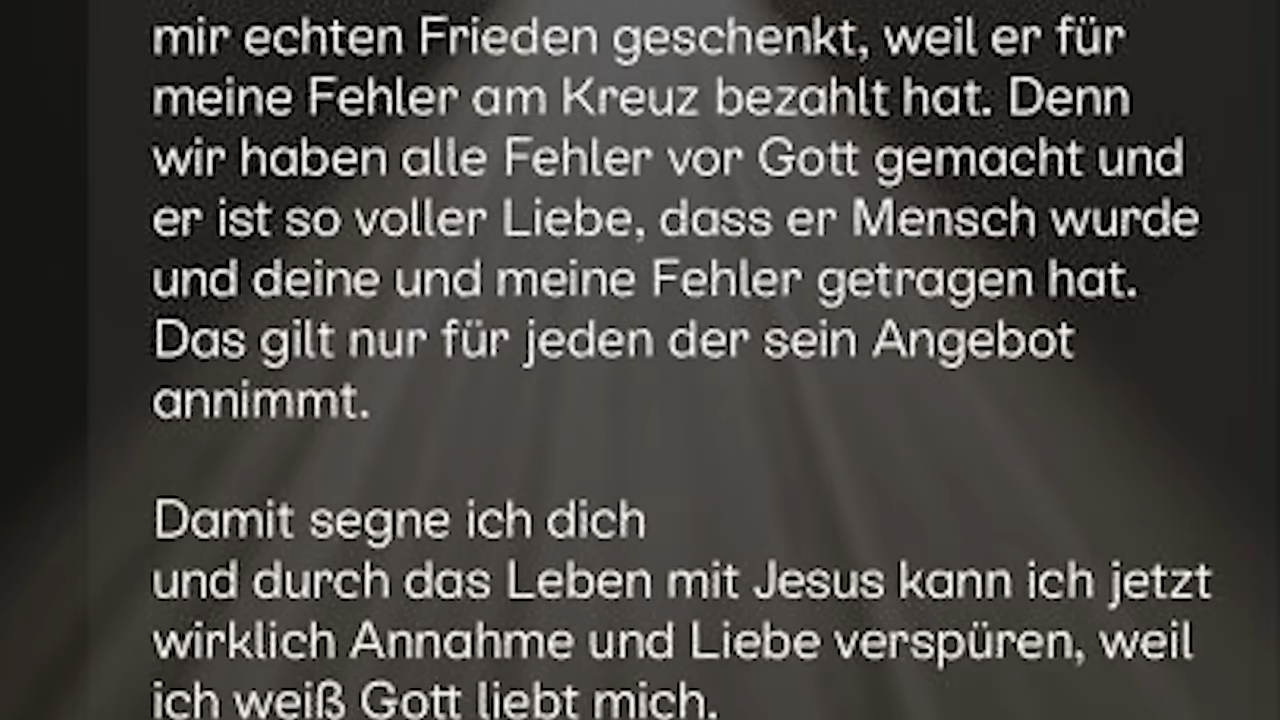 mir echten Frieden geschenkt, weil er für
meine Fehler am Kreuz bezahlt hat. Denn
wir haben alle Fehler vor Gott gemacht und
er ist so voller Liebe, dass er Mensch wurde
und deine und meine Fehler getragen hat.
Das gilt nur für jeden der sein Angebot
annimmt.
Damit segne ich dich
und durch das Leben mit Jesus kann ich jetzt
wirklich Annahme und Liebe verspüren, weil
ich weiß Gott liebt mich.